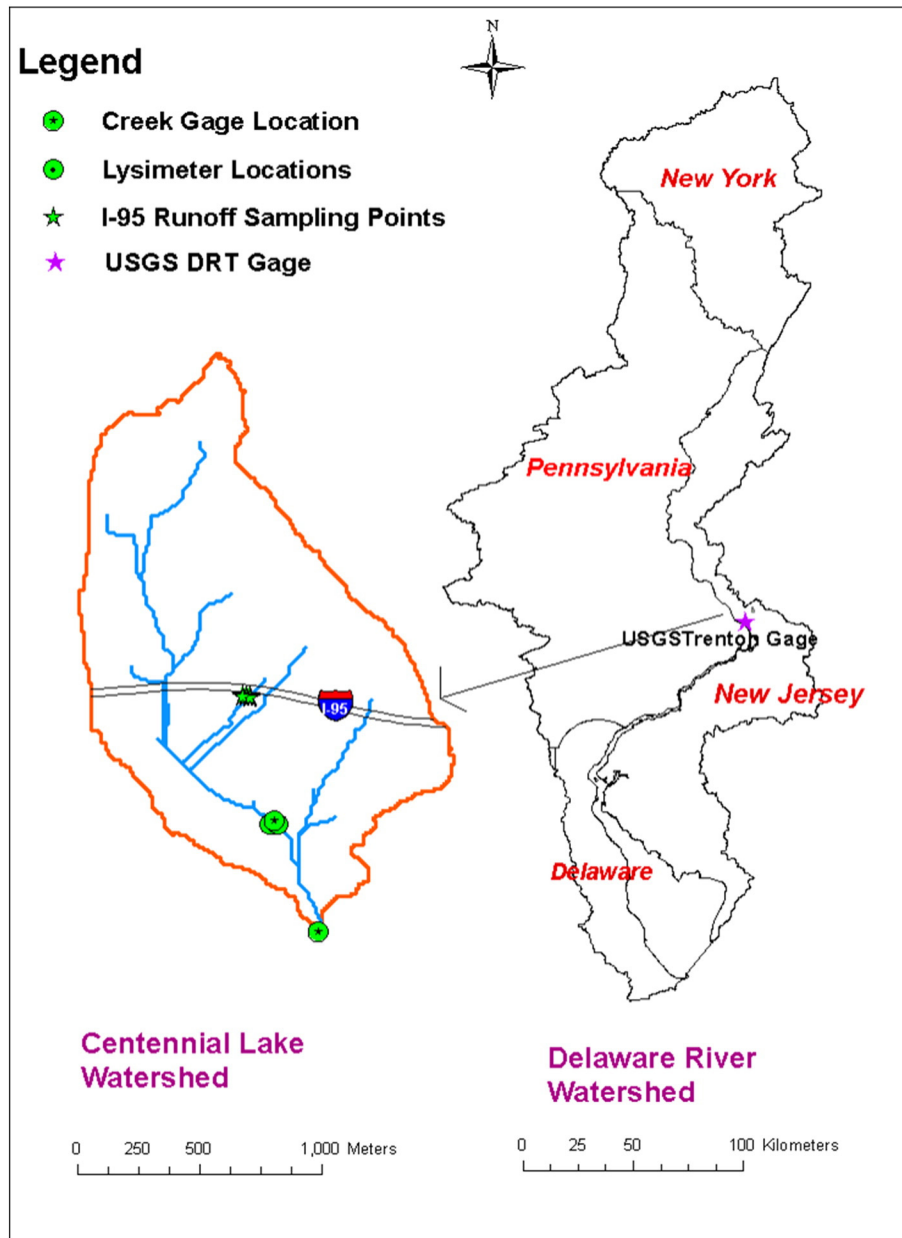 N
Legend
Creek Gage Location
Lysimeter Locations
I-95 Runoff Sampling Points
USGS DRT Gage
New York
Pennsylvania
USGSTrenton Gage
New Jersey
I-95
Delaware
Centennial Lake
Watershed
Delaware River
Watershed
0 250 500 1,000 Meters
0 25 50 100 Kilometers